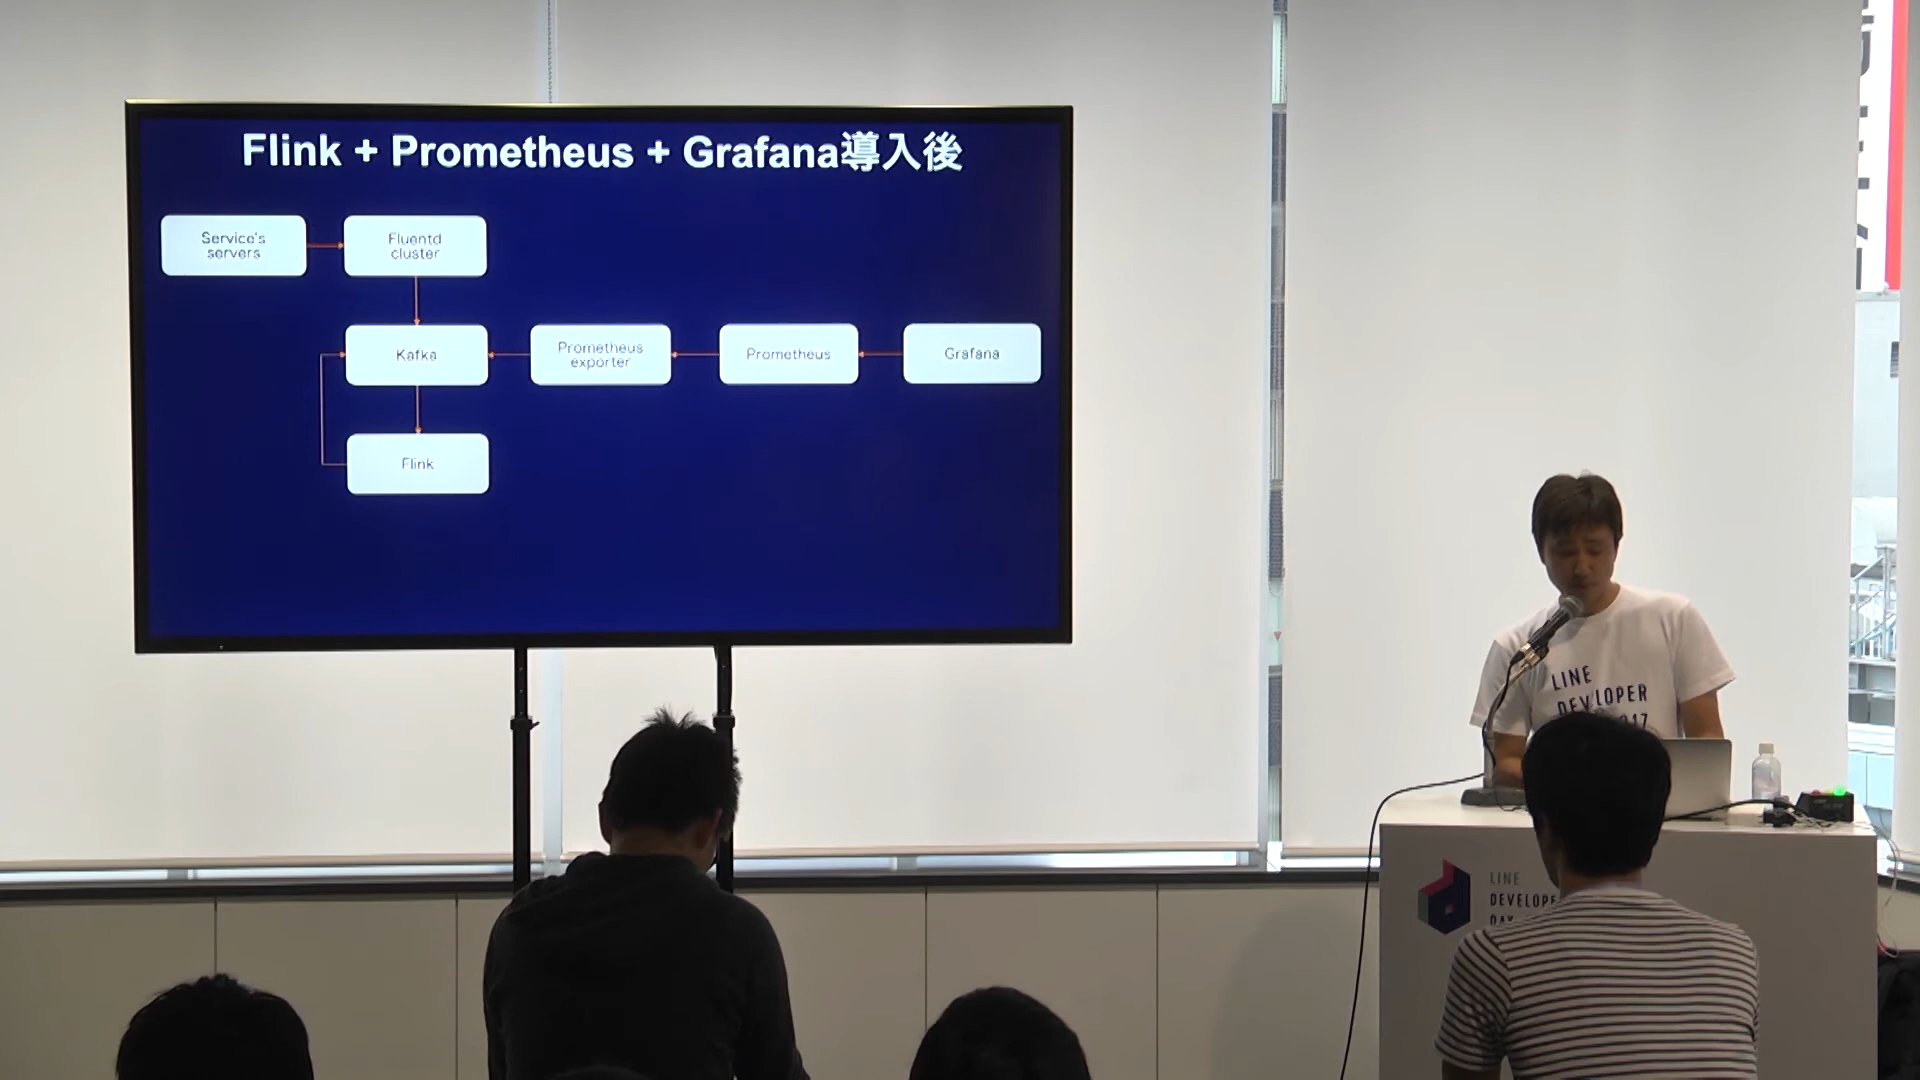 Flink + Prometheus + Grafana導入後
Service's
servers
Fluentd
cluster
Kafka
Prometheus
exporter
Prometheus
Grafana
Flink
LINE
DEVELOPER
LINE